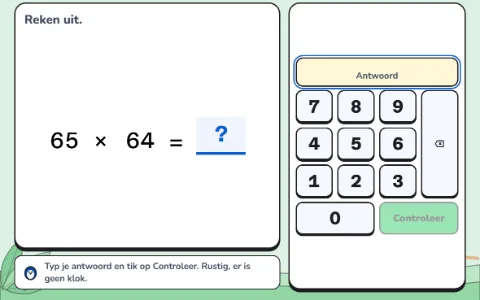 Reken uit.
65 × 64 = ?
Typ je antwoord en tik op Controleer. Rustig, er is
geen klok.
Antwoord
7 8 9
4 5 6
1 2 3
0 Controleer